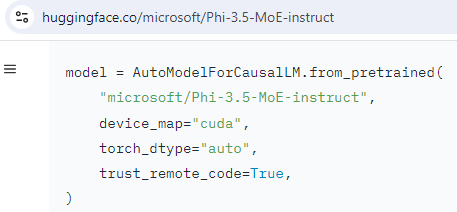 huggingface.co/microsoft/Phi-3.5-MoE-instruct
model = AutoModelForCausalLM.from_pretrained(
    "microsoft/Phi-3.5-MoE-instruct",
    device_map="cuda",
    torch_dtype="auto",
    trust_remote_code=True,
)